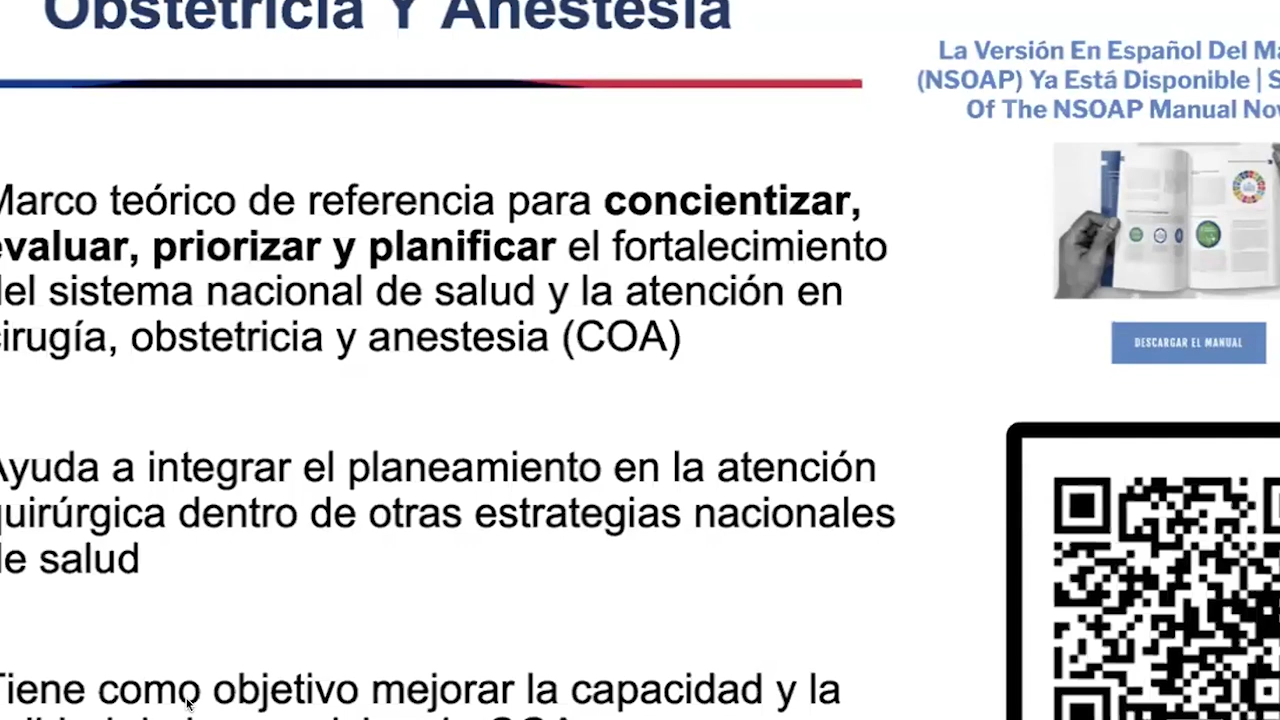 Obstetricia Y Anestesia
La Versión En Español Del
(NSOAP) Ya Está Disponible |
Of The NSOAP Manual
Marco teórico de referencia para concientizar,
evaluar, priorizar y planificar el fortalecimiento
del sistema nacional de salud y la atención en
cirugía, obstetricia y anestesia (COA)
DESCARGAR EL MANUAL
Ayuda a integrar el planeamiento en la atención
quirúrgica dentro de otras estrategias nacionales
de salud
Tiene como objetivo mejorar la capacidad y la